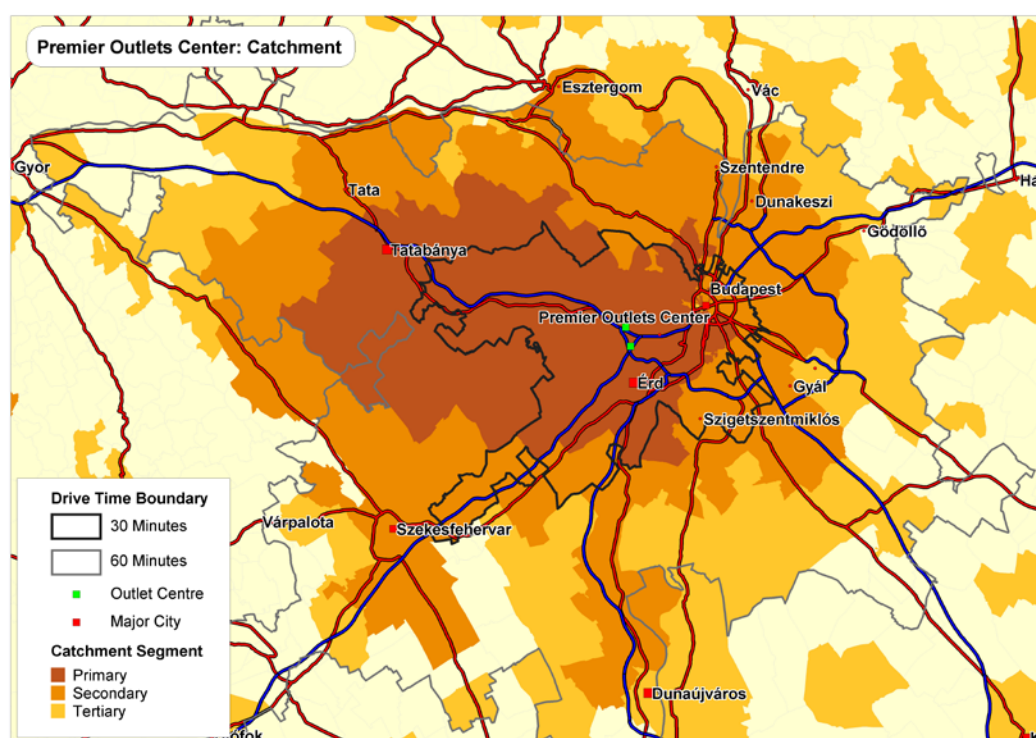 Premier Outlets Center: Catchment
Esztergom
Vác
Gyor
Szentendre
Tata
Dunakeszi
Gödöllő
Tatabánya
Budapest
Premier Outlets Center
Érd
Gyál
Szigetszentmiklós
Várpalota
Szekesfehervar
Dunaújváros
Drive Time Boundary
30 Minutes
60 Minutes
Outlet Centre
Major City
Catchment Segment
Primary
Secondary
Tertiary